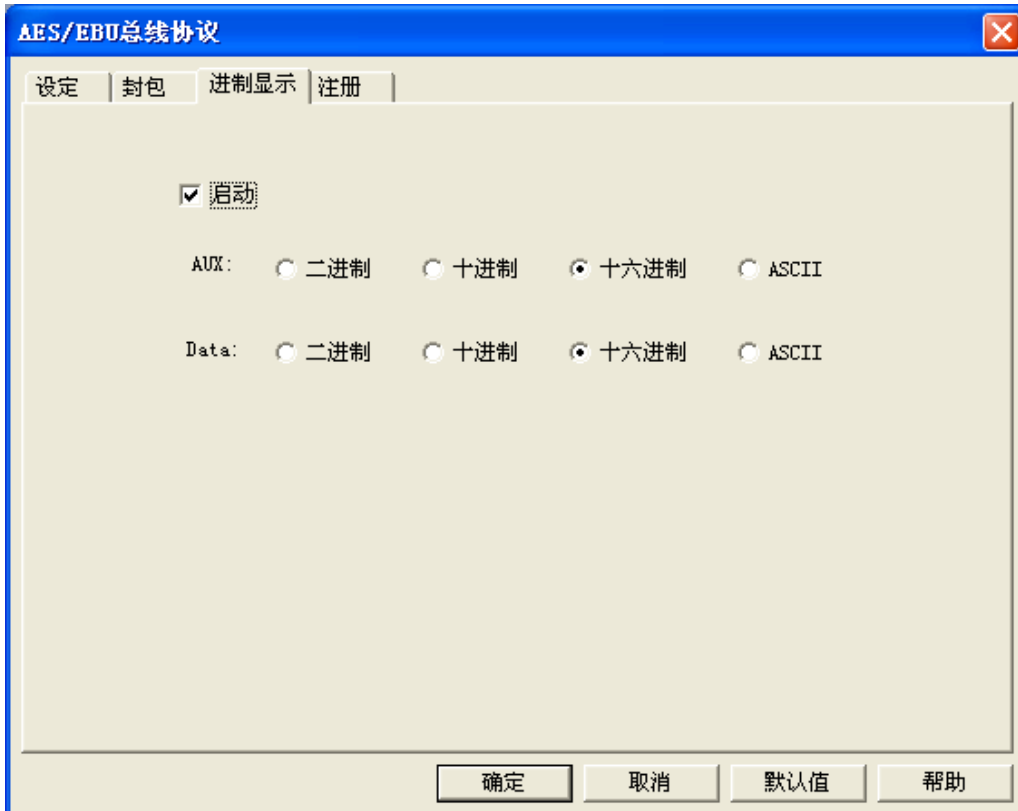 AES/EBU总线协议
设定 封包 进制显示 注册
启动
AUX: 二进制 十进制 十六进制 ASCII
Data: 二进制 十进制 十六进制 ASCII
确定 取消 默认值 帮助